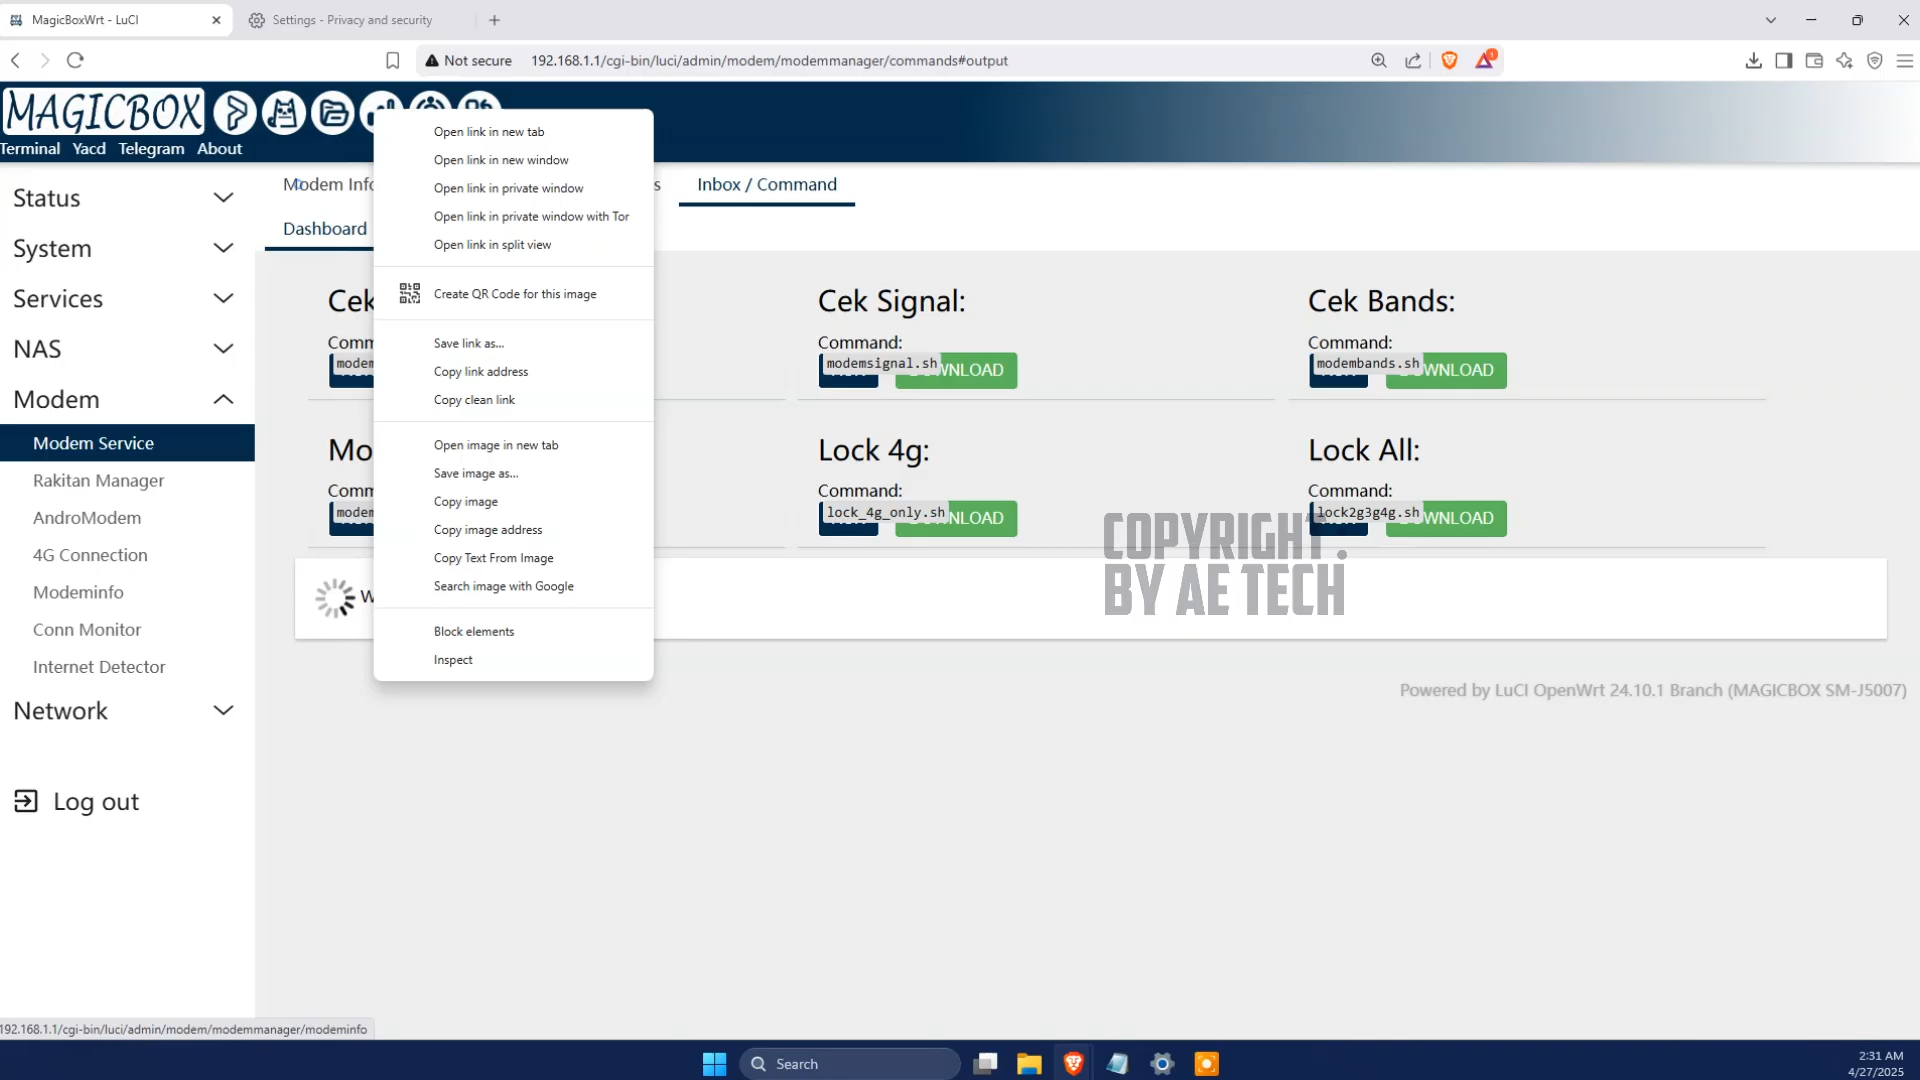 MagicBoxWrt - LuCI
Settings - Privacy and security
Not secure
192.168.1.1/cgi-bin/luci/admin/modem/modemmanager/commands#output
1
MAGICBOX
Terminal Yacd Telegram About
Status
System
Services
NAS
Modem
Modem Service
Rakitan Manager
AndroModem
4G Connection
Modeminfo
Conn Monitor
Internet Detector
Network
Log out
Inbox / Command
Dashboard
Open link in new tab
Open link in new window
Open link in private window
Open link in private window with Tor
Open link in split view
Create QR Code for this image
Save link as...
Copy link address
Copy clean link
Open image in new tab
Save image as...
Copy image
Copy image address
Copy Text From Image
Search image with Google
Block elements
Inspect
Cek Signal:
Command:
modemsignal.sh
Cek Bands:
Command:
modembands.sh
Lock 4g:
Command:
lock_4g_only.sh
Lock All:
Command:
lock2g3g4g.sh
COPYRIGHT .
BY AE TECH
Powered by LuCI OpenWrt 24.10.1 Branch (MAGICBOX SM-J5007)
192.168.1.1/cgi-bin/luci/admin/modem/modemmanager/modeminfo
Search
2:31 AM
4/27/2025